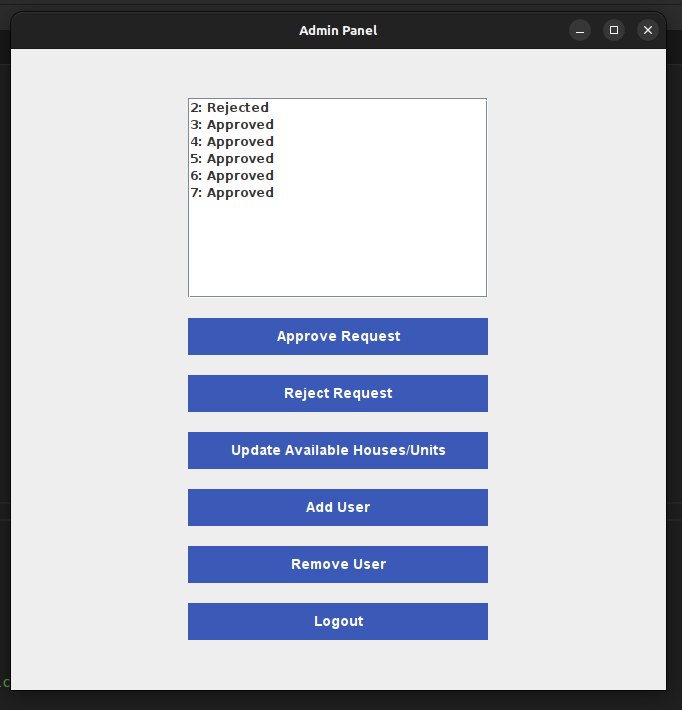 Admin Panel
2: Rejected
3: Approved
4: Approved
5: Approved
6: Approved
7: Approved
Approve Request
Reject Request
Update Available Houses/Units
Add User
Remove User
Logout